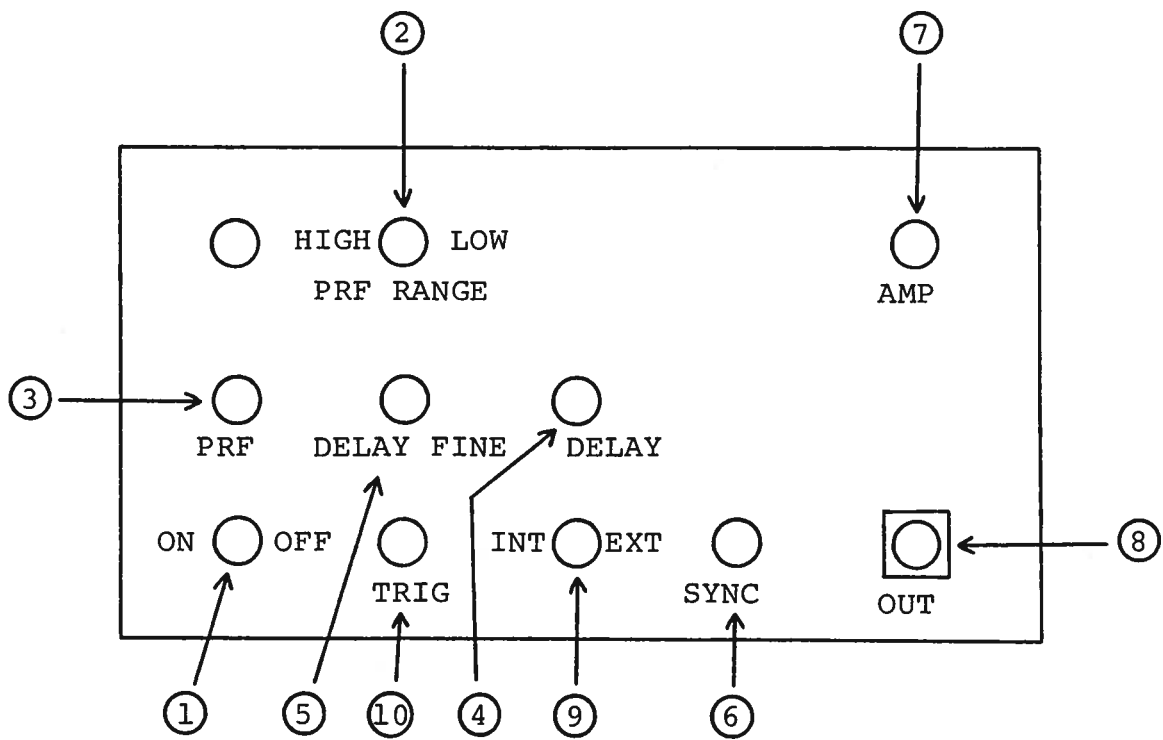 2 7
HIGH LOW
PRF RANGE AMP
3
PRF DELAY FINE DELAY
ON OFF INT EXT 8
TRIG SYNC OUT
1 5 10 4 9 6